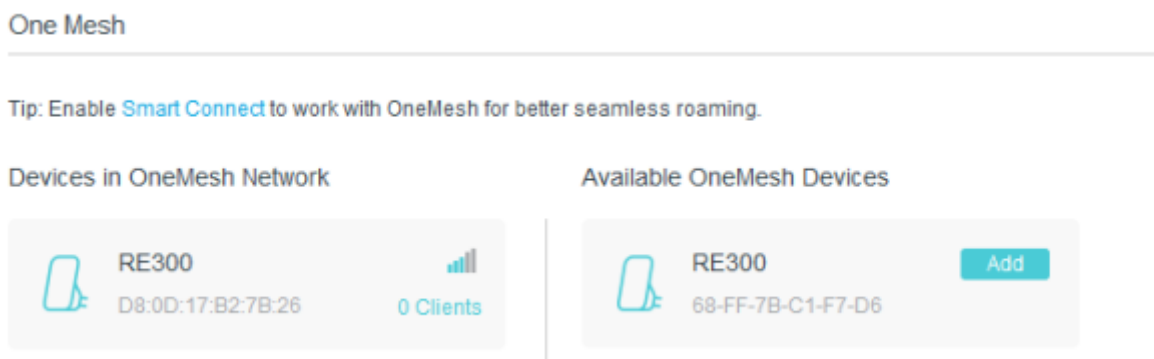 One Mesh
Tip: Enable Smart Connect to work with OneMesh for better seamless roaming.
Devices in OneMesh Network
RE300
D8:0D:17:B2:7B:26
0 Clients
Available OneMesh Devices
RE300
68-FF-7B-C1-F7-D6
Add